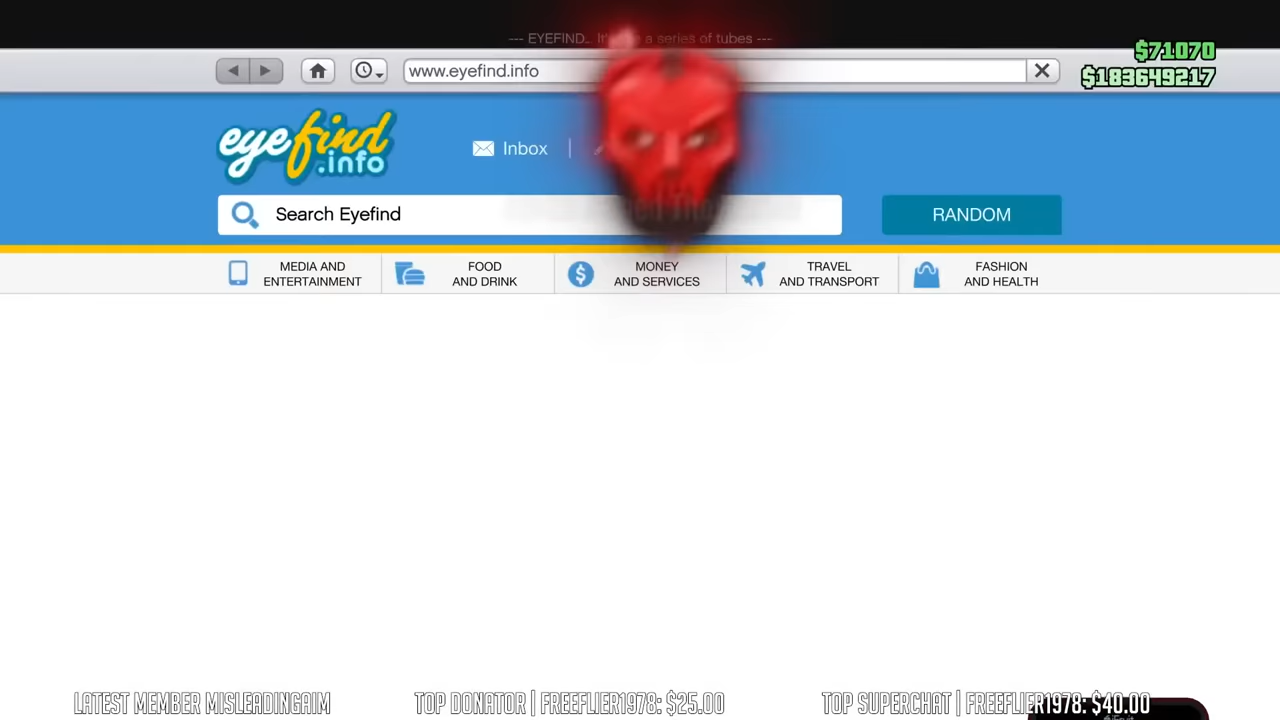 --- EYEFIND. It's a series of tubes ---
$71070
$183649217
www.eyefind.info
eyefind.info
Inbox |
Search Eyefind
RANDOM
MEDIA AND
ENTERTAINMENT
FOOD
AND DRINK
MONEY
AND SERVICES
TRAVEL
AND TRANSPORT
FASHION
AND HEALTH
LATEST MEMBER MISLEADINGAIM
TOP DONATOR | FREEFLIER1978: $25.00
TOP SUPERCHAT | FREEFLIER1978: $40.00